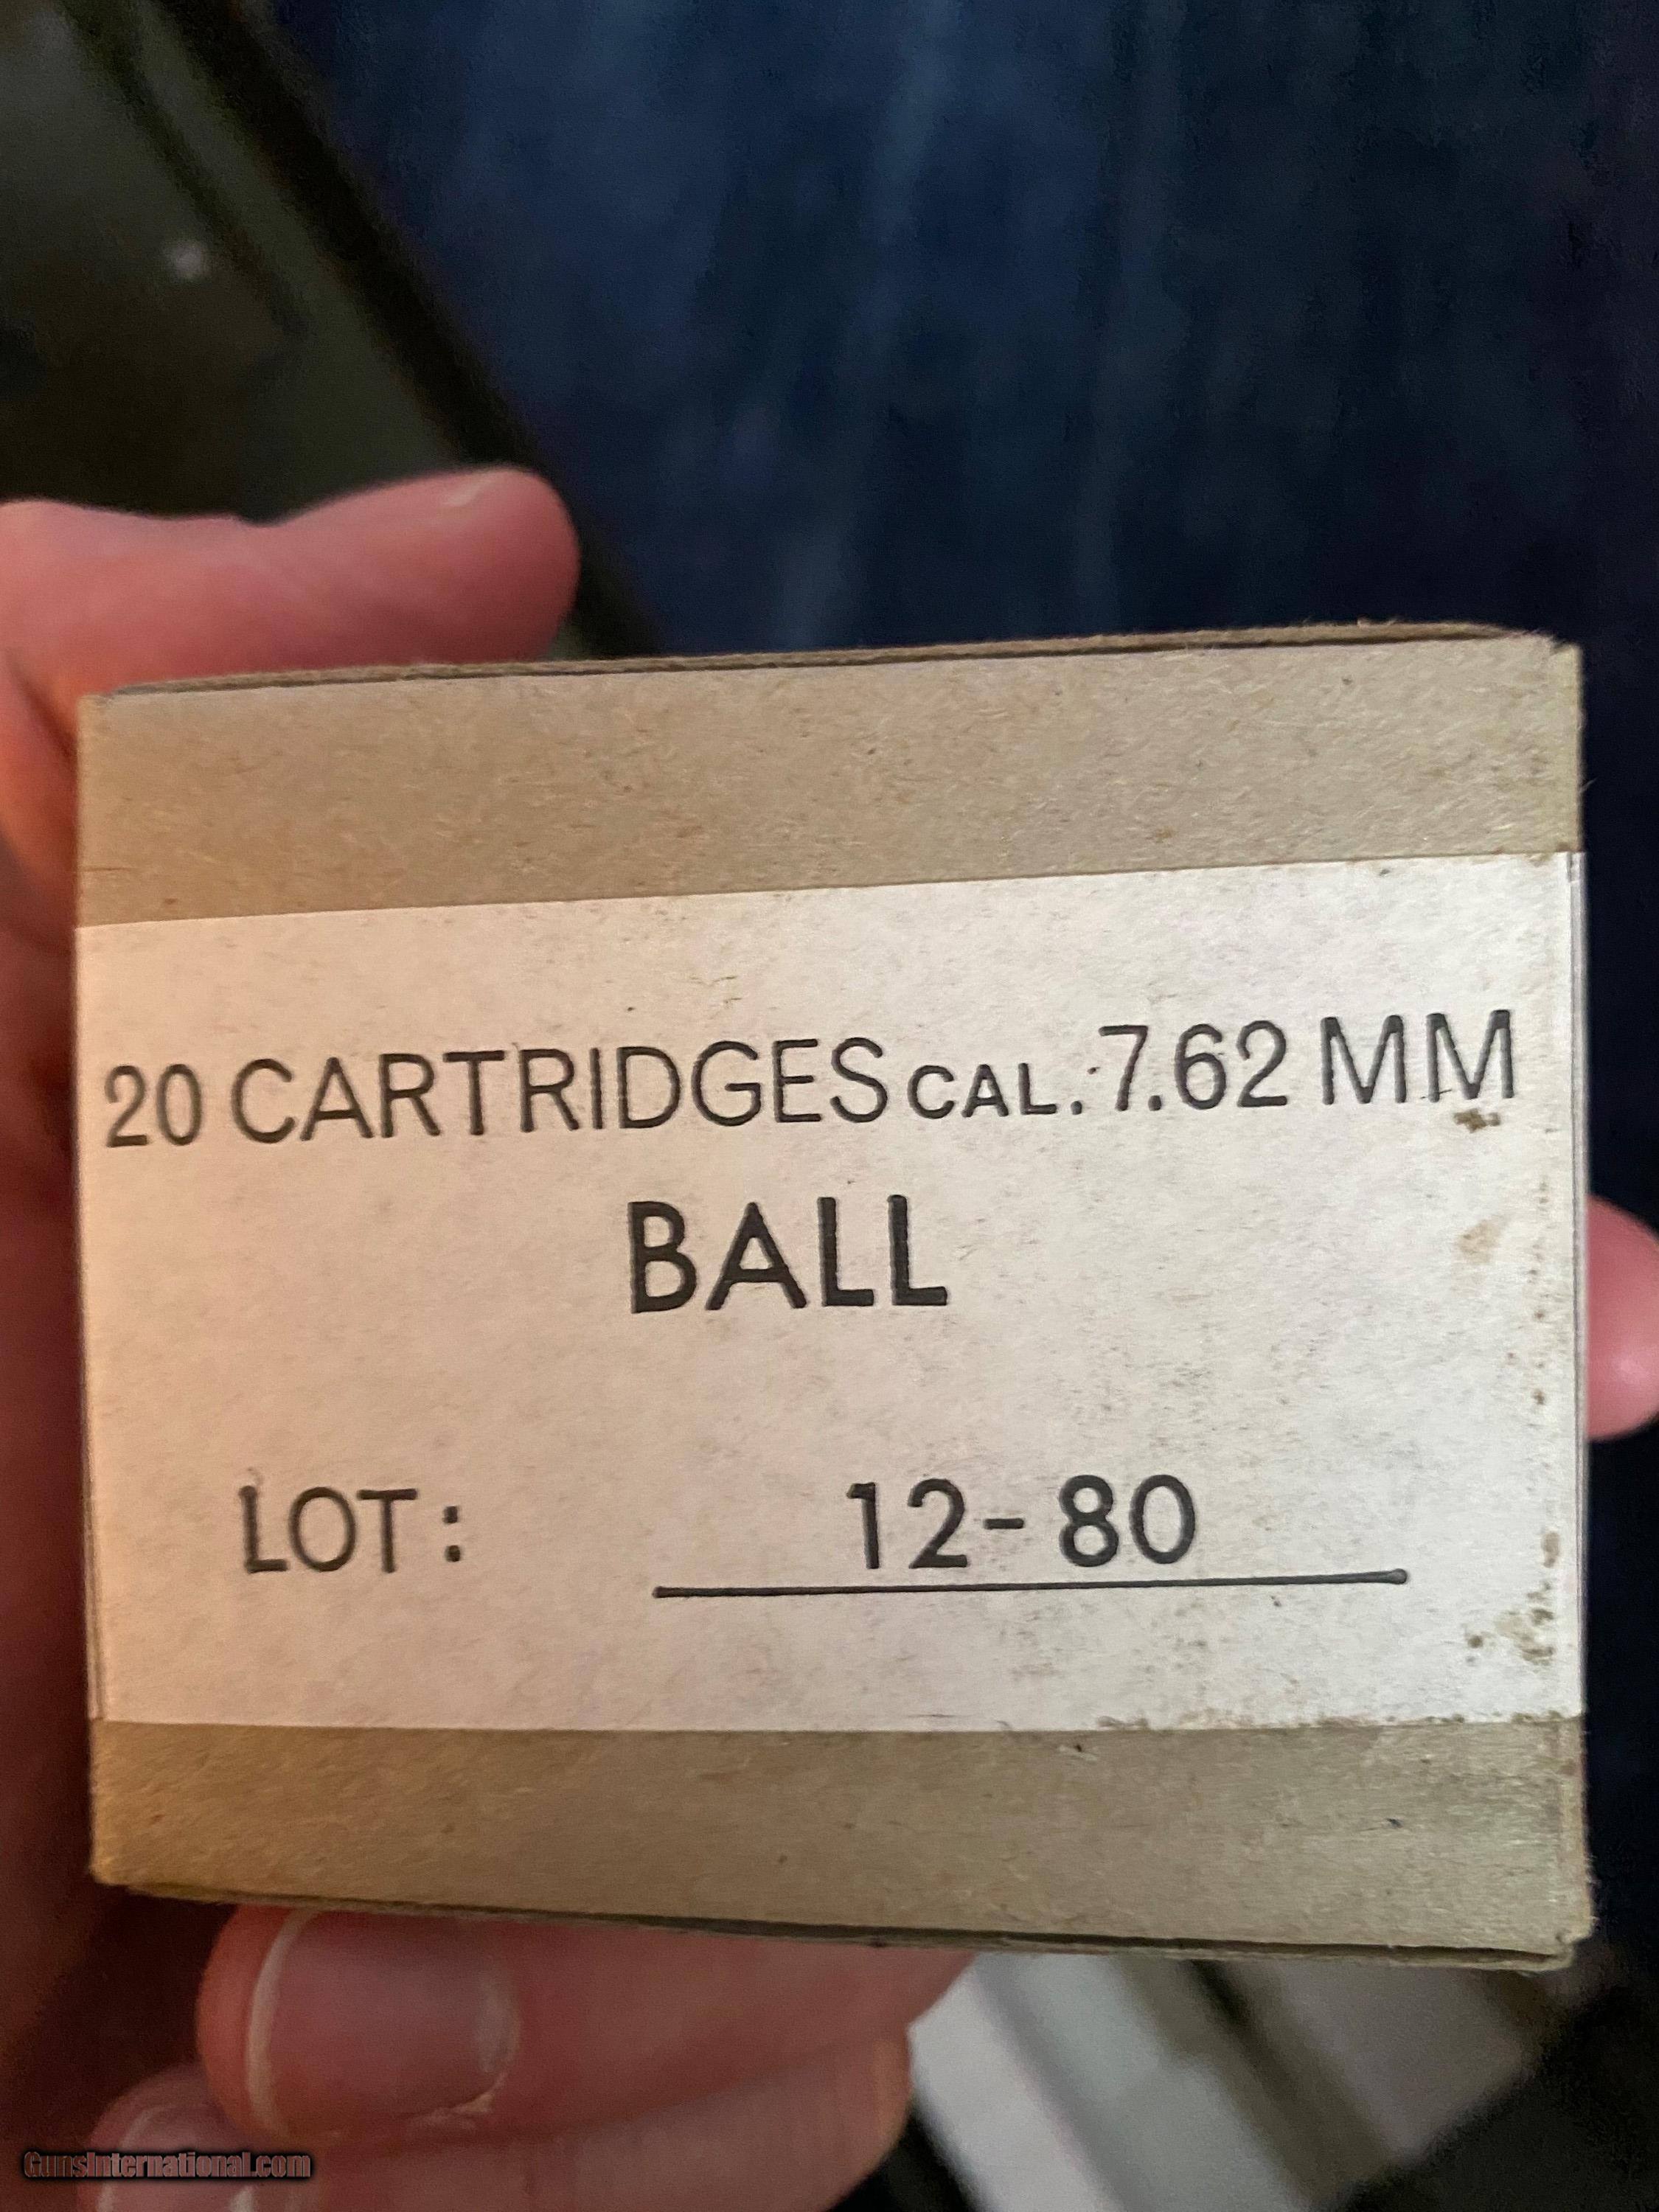 20 CARTRIDGES CAL.: 7.62 MM
BALL
LOT: 12-80
GunsInternational.com